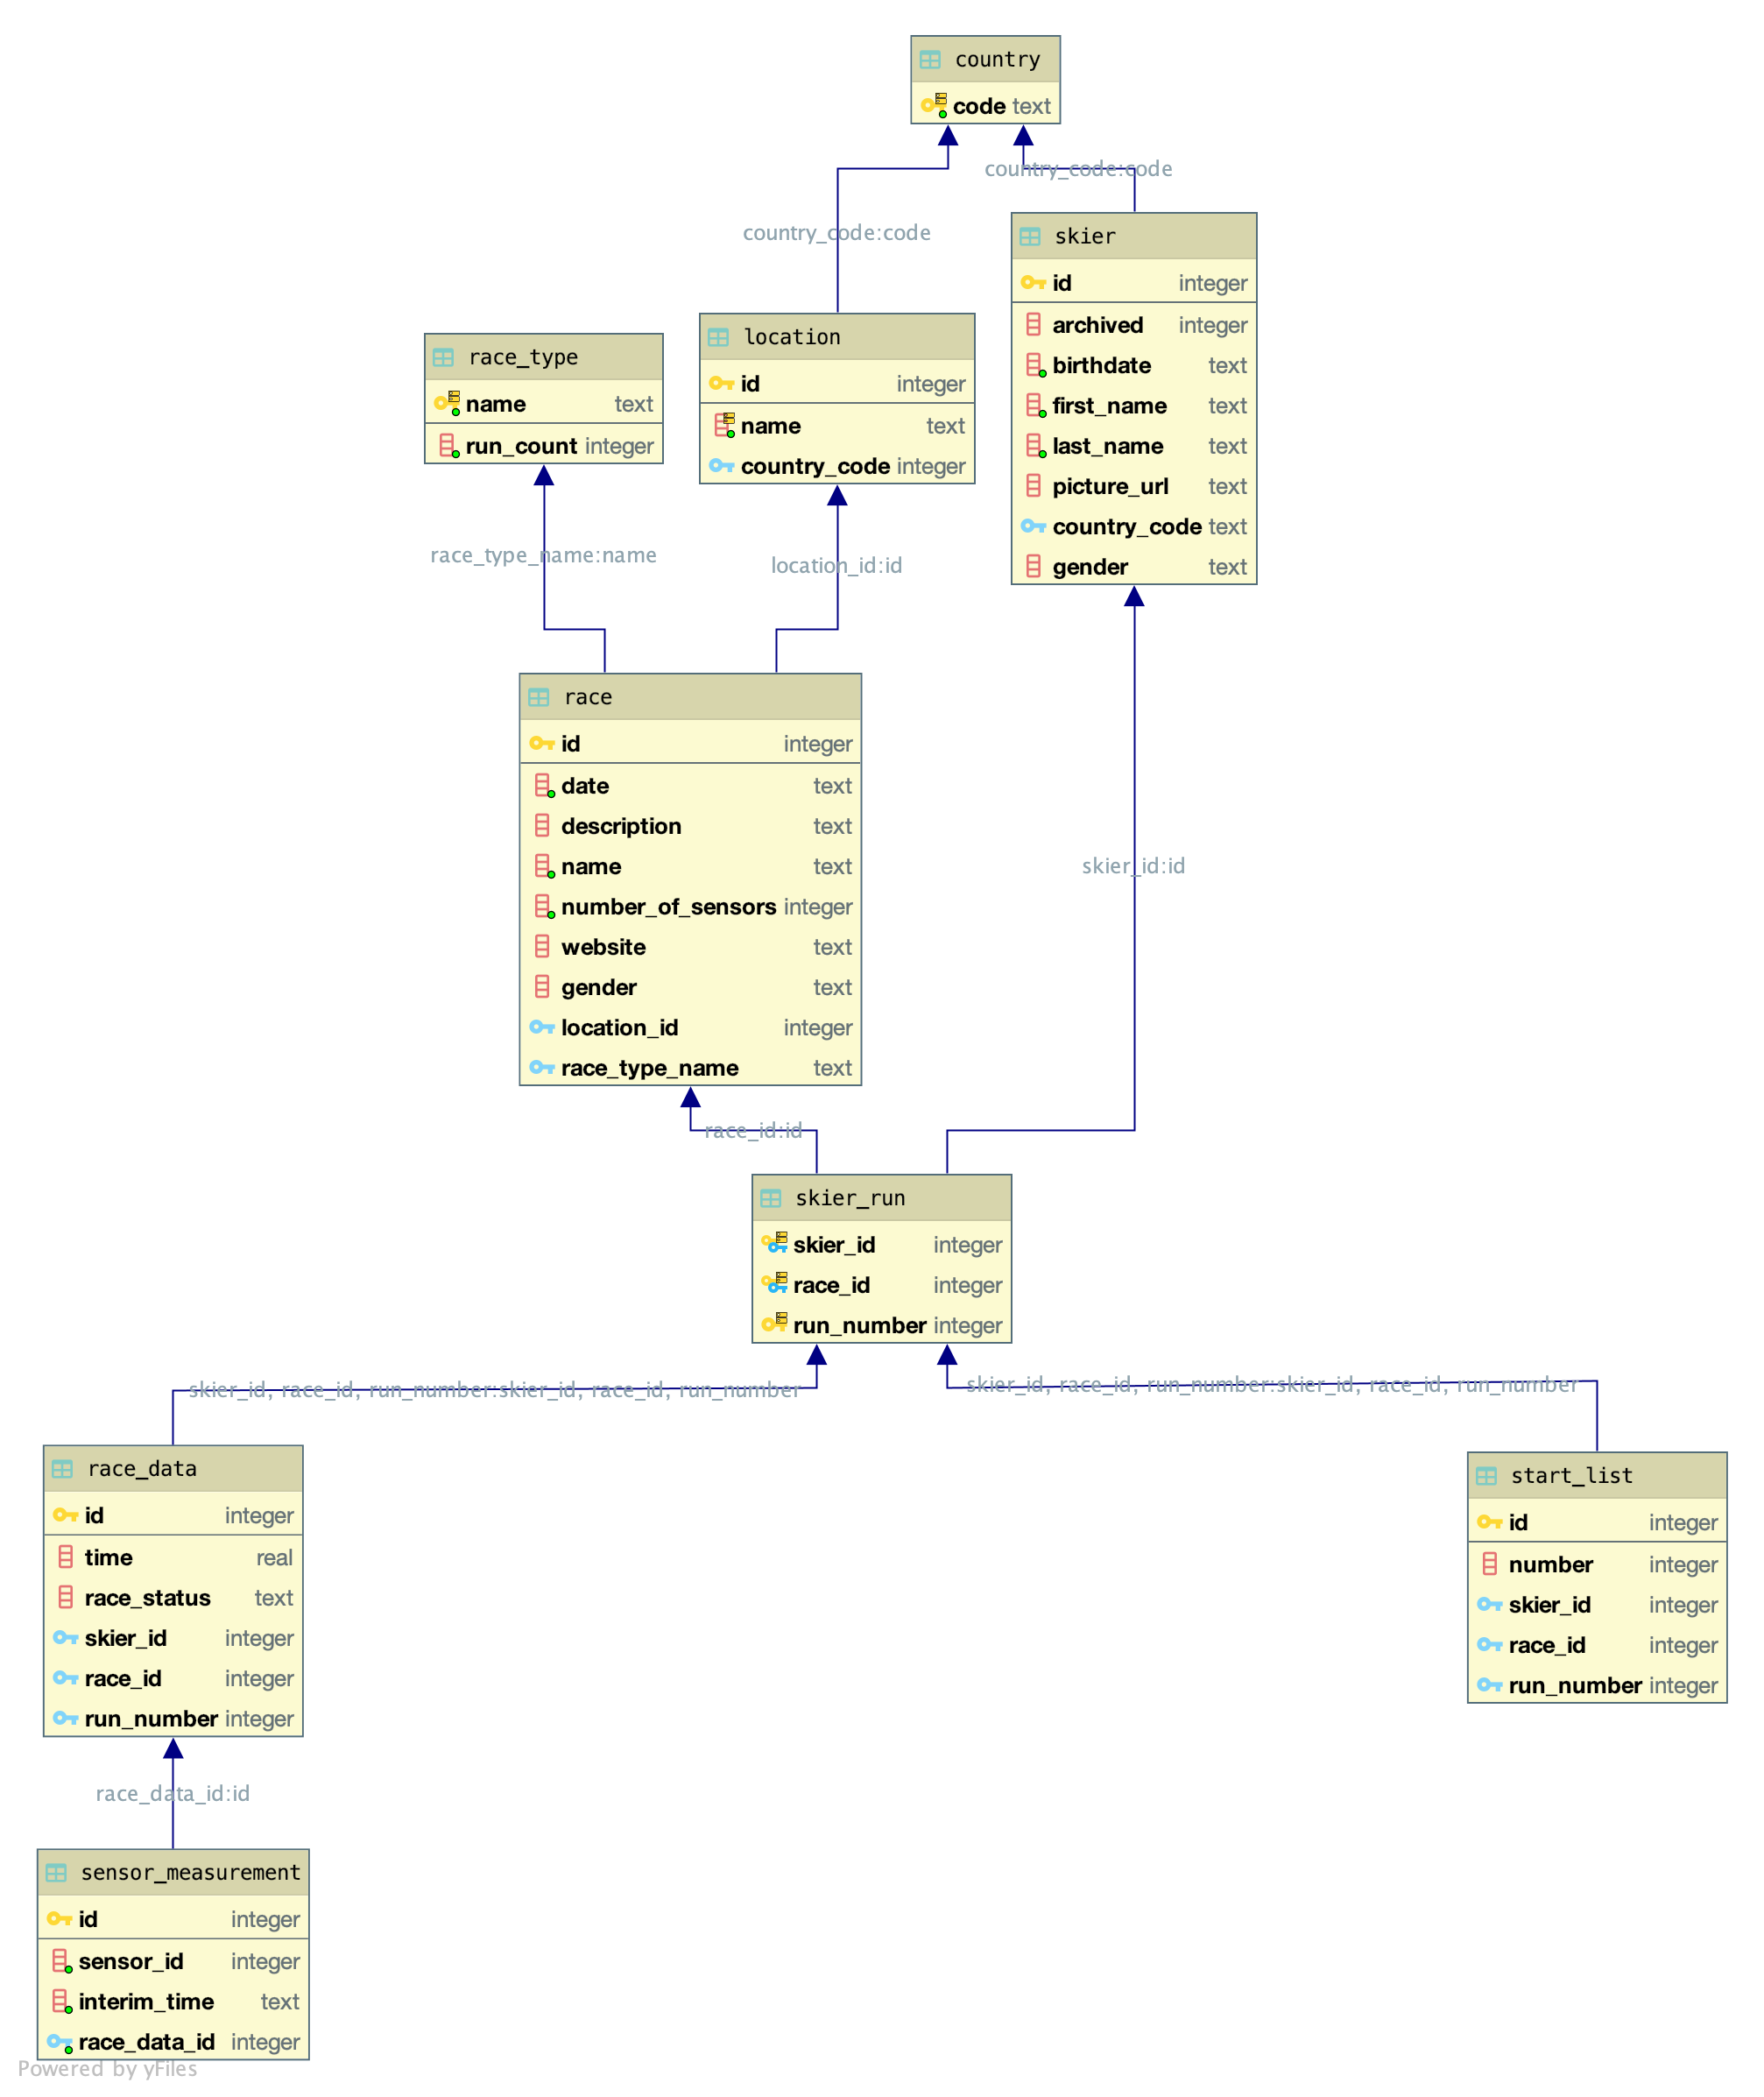 country
code text
country_code:code
country_code:code
skier
id integer
archived integer
birthdate text
first_name text
last_name text
picture_url text
country_code text
gender text
location
id integer
name text
country_code integer
race_type
name text
run_count integer
race_type_name:name
location_id:id
race
id integer
date text
description text
name text
number_of_sensors integer
website text
gender text
location_id integer
race_type_name text
skier_id:id
race_id:id
skier_run
skier_id integer
race_id integer
run_number integer
skier_id, race_id, run_number:skier_id, race_id, run_number
skier_id, race_id, run_number:skier_id, race_id, run_number
race_data
id integer
time real
race_status text
skier_id integer
race_id integer
run_number integer
start_list
id integer
number integer
skier_id integer
race_id integer
run_number integer
race_data_id:id
sensor_measurement
id integer
sensor_id integer
interim_time text
race_data_id integer
Powered by yFiles